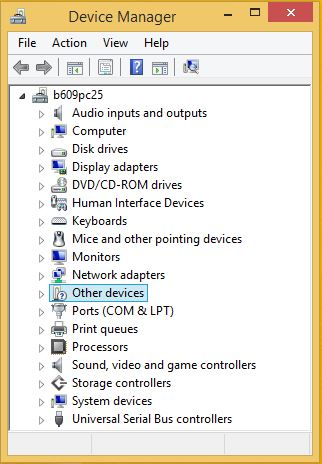 Device Manager
File Action View Help
b609pc25
Audio inputs and outputs
Computer
Disk drives
Display adapters
DVD/CD-ROM drives
Human Interface Devices
Keyboards
Mice and other pointing devices
Monitors
Network adapters
Other devices
Ports (COM & LPT)
Print queues
Processors
Sound, video and game controllers
Storage controllers
System devices
Universal Serial Bus controllers